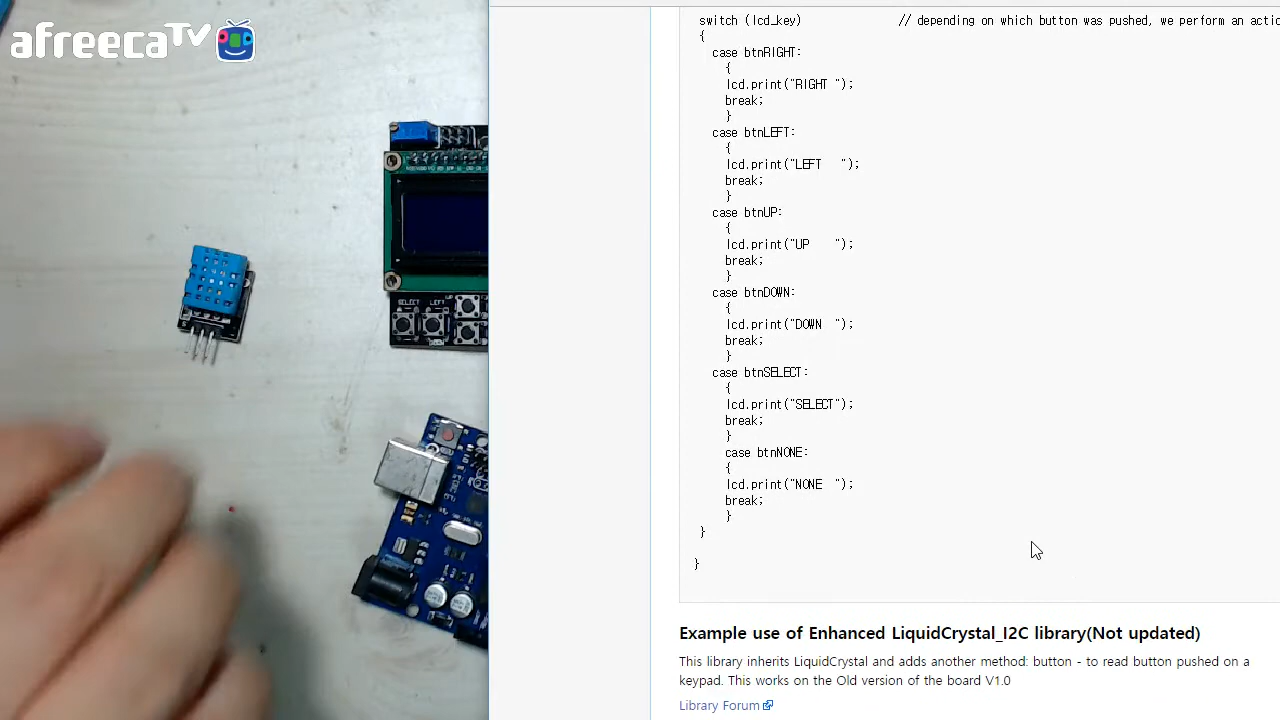 afreecaTV
SELECT LEFT
switch (lcd_key) // depending on which button was pushed, we perform an actio
{
case btnRIGHT:
{
lcd.print("RIGHT ");
break;
}
case btnLEFT:
{
lcd.print("LEFT   ");
break;
}
case btnUP:
{
lcd.print("UP    ");
break;
}
case btnDOWN:
{
lcd.print("DOWN  ");
break;
}
case btnSELECT:
{
lcd.print("SELECT");
break;
}
case btnNONE:
{
lcd.print("NONE  ");
break;
}
}
}
Example use of Enhanced LiquidCrystal_I2C library(Not updated)
This library inherits LiquidCrystal and adds another method: button - to read button pushed on a
keypad. This works on the Old version of the board V1.0
Library Forum